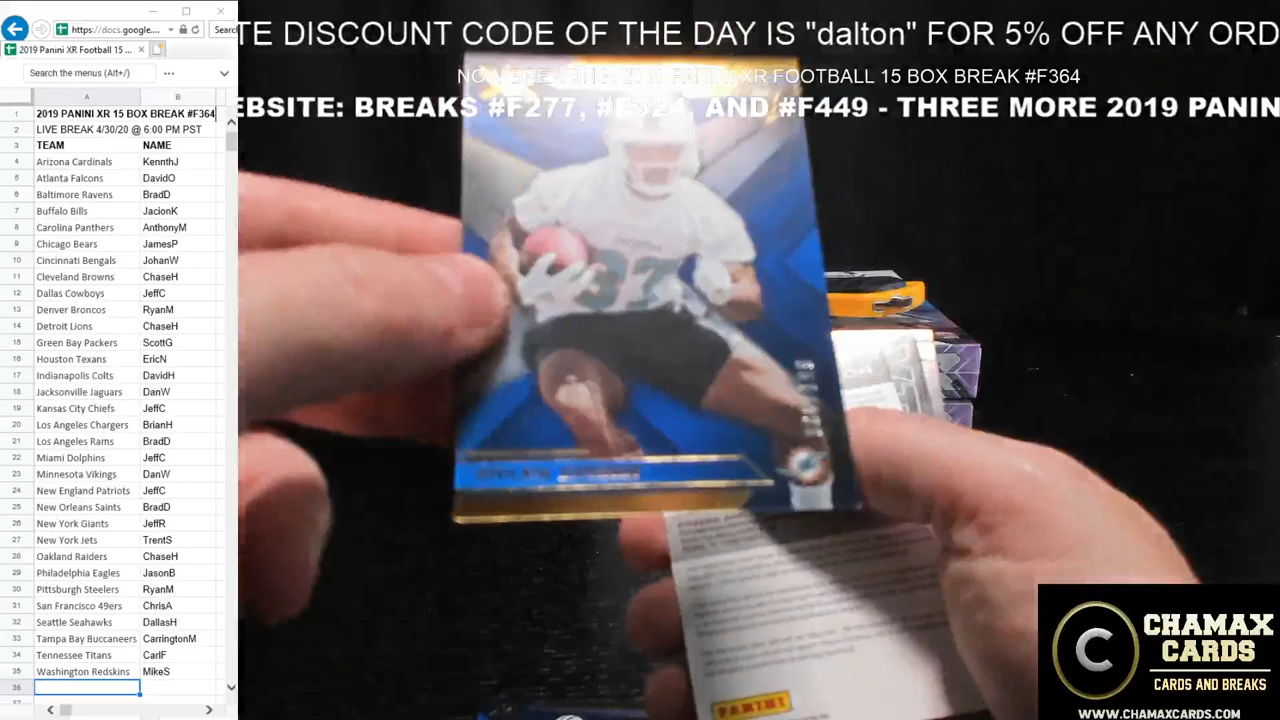 https://docs.google....
2019 Panini XR Football 15 ...
Search the menus (Alt+/)
A B
1 2019 PANINI XR 15 BOX BREAK #F364
2 LIVE BREAK 4/30/20 @ 6:00 PM PST
3 TEAM NAME
4 Arizona Cardinals KennthJ
5 Atlanta Falcons DavidO
6 Baltimore Ravens BradD
7 Buffalo Bills JacionK
8 Carolina Panthers AnthonyM
9 Chicago Bears JamesP
10 Cincinnati Bengals JohanW
11 Cleveland Browns ChaseH
12 Dallas Cowboys JeffC
13 Denver Broncos RyanM
14 Detroit Lions ChaseH
15 Green Bay Packers ScottG
16 Houston Texans EricN
17 Indianapolis Colts DavidH
18 Jacksonville Jaguars DanW
19 Kansas City Chiefs JeffC
20 Los Angeles Chargers BrianH
21 Los Angeles Rams BradD
22 Miami Dolphins JeffC
23 Minnesota Vikings DanW
24 New England Patriots JeffC
25 New Orleans Saints BradD
26 New York Giants JeffR
27 New York Jets TrentS
28 Oakland Raiders ChaseH
29 Philadelphia Eagles JasonB
30 Pittsburgh Steelers RyanM
31 San Francisco 49ers ChrisA
32 Seattle Seahawks DallasH
33 Tampa Bay Buccaneers CarringtonM
34 Tennessee Titans CarlF
35 Washington Redskins MikeS
36
TE DISCOUNT CODE OF THE DAY IS "dalton" FOR 5% OFF ANY ORD
XR FOOTBALL 15 BOX BREAK #F364
EBSITE: BREAKS #F277, AND #F449 - THREE MORE 2019 PANIN
37
PANINI
C
CHAMAX
CARDS
CARDS AND BREAKS
WWW.CHAMAXCARDS.COM